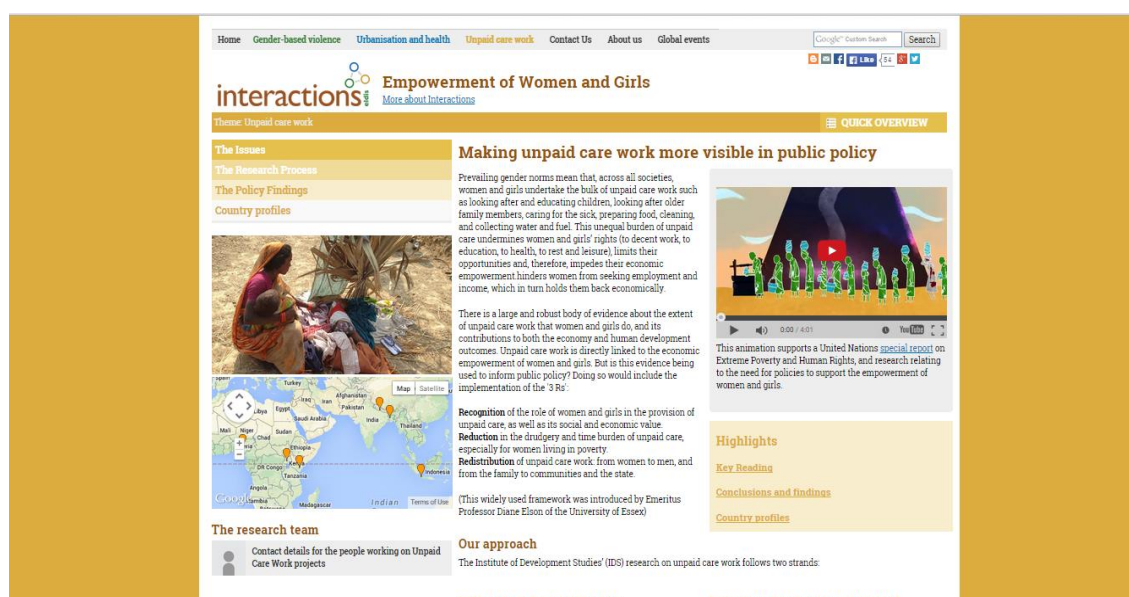 Home Gender-based violence Urbanisation and health Unpaid care work Contact Us About us Global events
Google Custom Search Search
Like 54
interactions
eldis
Empowerment of Women and Girls
More about Interactions
Theme: Unpaid care work
QUICK OVERVIEW
The Issues
The Research Process
The Policy Findings
Country profiles
Turkey
Map Satellite
Afghanistan
Iraq Iran
Pakistan
Libya Egypt
Saudi Arabia
India
Thailand
Mali Niger
Chad
Sudan
Ethiopia
Kenya
DR Congo
Tanzania
Indonesia
Angola
Madagascar
Indian
Google
Terms of Use
The research team
Contact details for the people working on Unpaid
Care Work projects
Making unpaid care work more visible in public policy
Prevailing gender norms mean that, across all societies,
women and girls undertake the bulk of unpaid care work such
as looking after and educating children, looking after older
family members, caring for the sick, preparing food, cleaning,
and collecting water and fuel. This unequal burden of unpaid
care undermines women and girls' rights (to decent work, to
education, to health, to rest and leisure), limits their
opportunities and, therefore, impedes their economic
empowerment.hinders women from seeking employment and
income, which in turn holds them back economically.
There is a large and robust body of evidence about the extent
of unpaid care work that women and girls do, and its
contributions to both the economy and human development
outcomes. Unpaid care work is directly linked to the economic
empowerment of women and girls. But is this evidence being
used to inform public policy? Doing so would include the
implementation of the '3 Rs':
Recognition of the role of women and girls in the provision of
unpaid care, as well as its social and economic value.
Reduction in the drudgery and time burden of unpaid care,
especially for women living in poverty.
Redistribution of unpaid care work: from women to men, and
from the family to communities and the state.
(This widely used framework was introduced by Emeritus
Professor Diane Elson of the University of Essex)
Our approach
The Institute of Development Studies' (IDS) research on unpaid care work follows two strands:
0:00 / 4:01
YouTube
This animation supports a United Nations special report on
Extreme Poverty and Human Rights, and research relating
to the need for policies to support the empowerment of
women and girls.
Highlights
Key Reading
Conclusions and findings
Country profiles